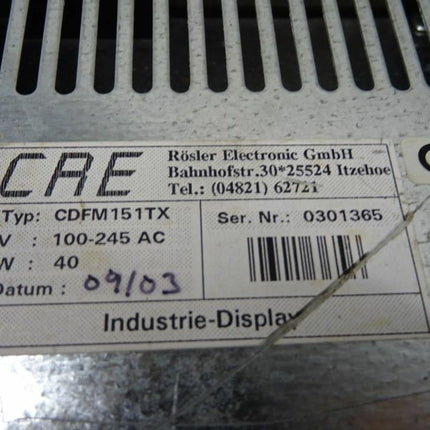 CRE
Rösler Electronic GmbH
Bahnhofstr.30*25524 Itzehoe
Tel.: (04821) 62721
Typ: CDFM151TX
Ser. Nr.: 0301365
V : 100-245 AC
W : 40
Datum : 09/03
Industrie-Display